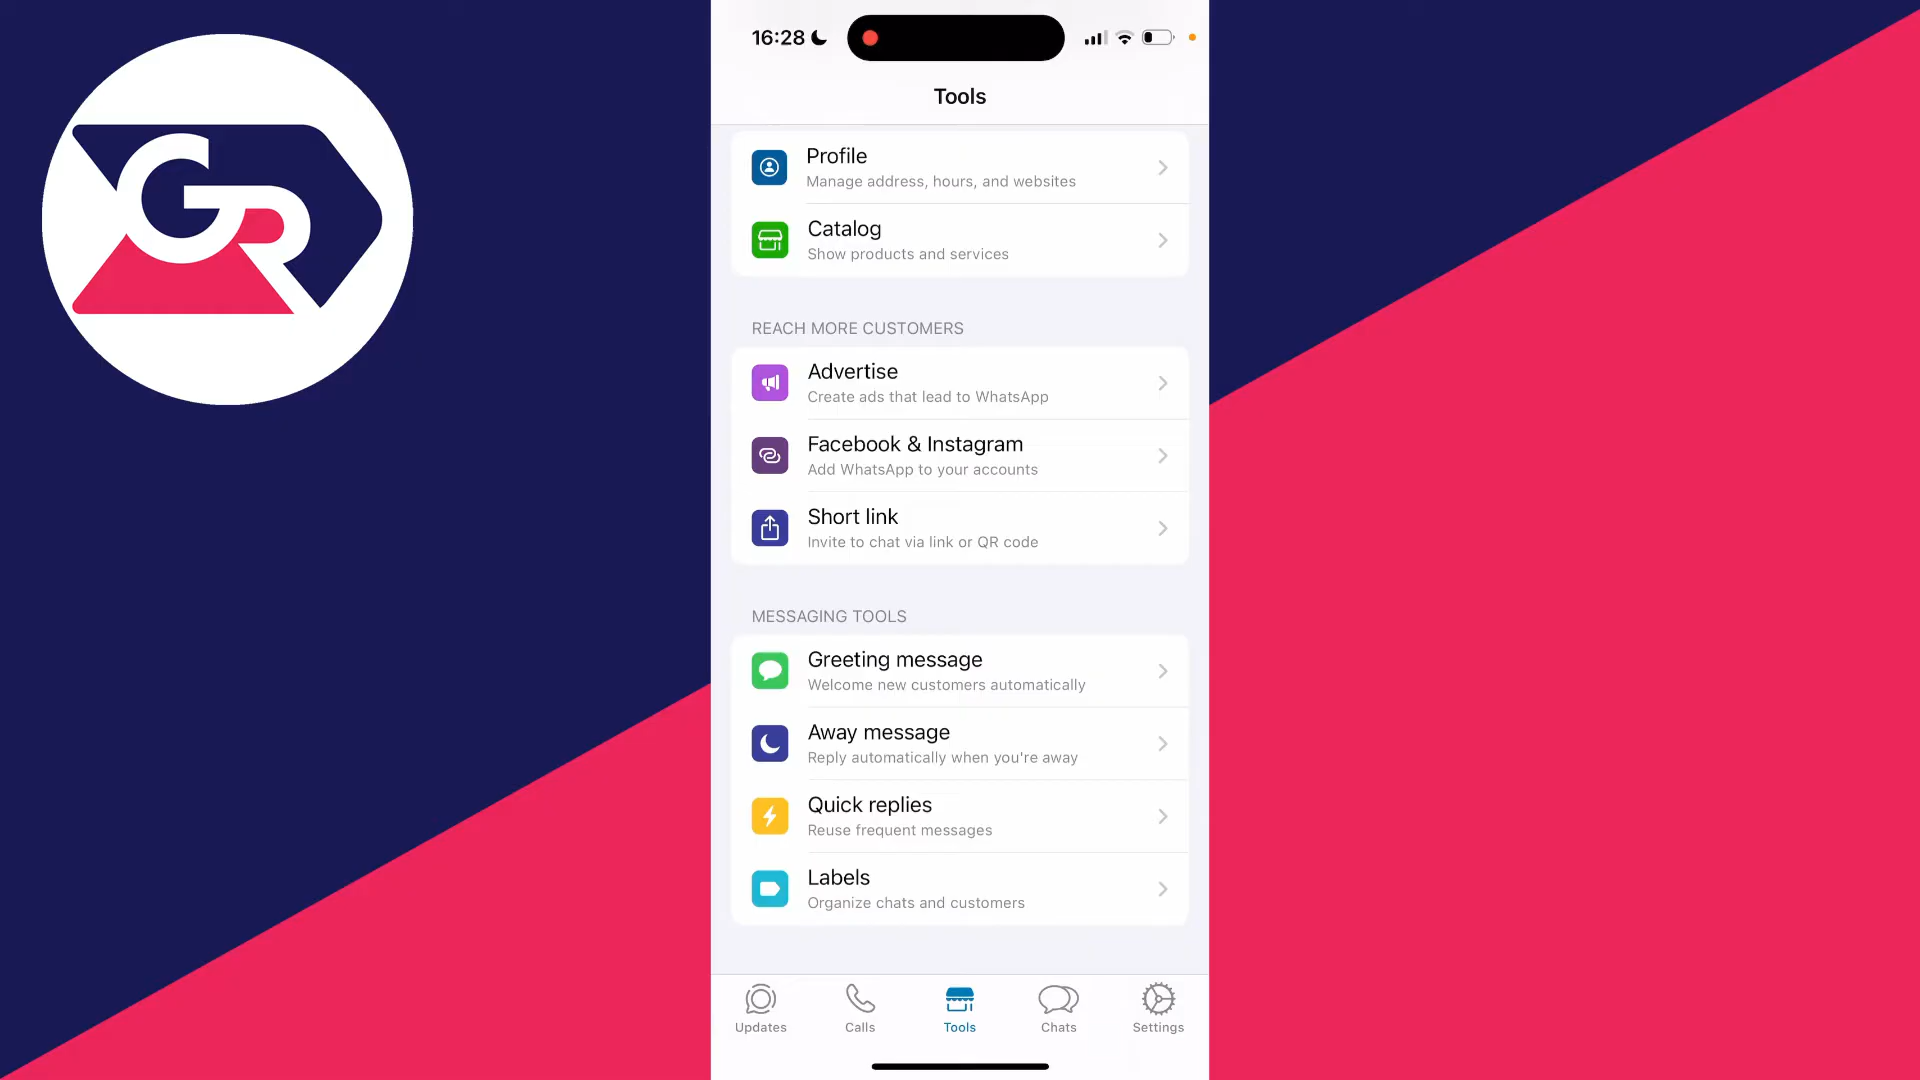 GR
16:28
Tools
Profile
Manage address, hours, and websites
Catalog
Show products and services
REACH MORE CUSTOMERS
Advertise
Create ads that lead to WhatsApp
Facebook & Instagram
Add WhatsApp to your accounts
Short link
Invite to chat via link or QR code
MESSAGING TOOLS
Greeting message
Welcome new customers automatically
Away message
Reply automatically when you're away
Quick replies
Reuse frequent messages
Labels
Organize chats and customers
Updates
Calls
Tools
Chats
Settings